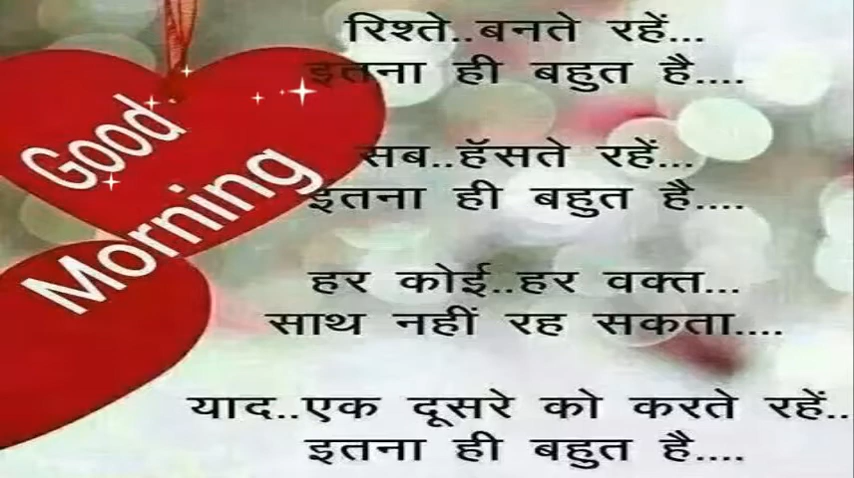 Good
Morning
रिश्ते..बनते रहें...
इतना ही बहुत है....
सब..हॅसते रहें...
इतना ही बहुत है....
हर कोई..हर वक्त...
साथ नहीं रह सकता....
याद..एक दूसरे को करते रहें..
इतना ही बहुत है....